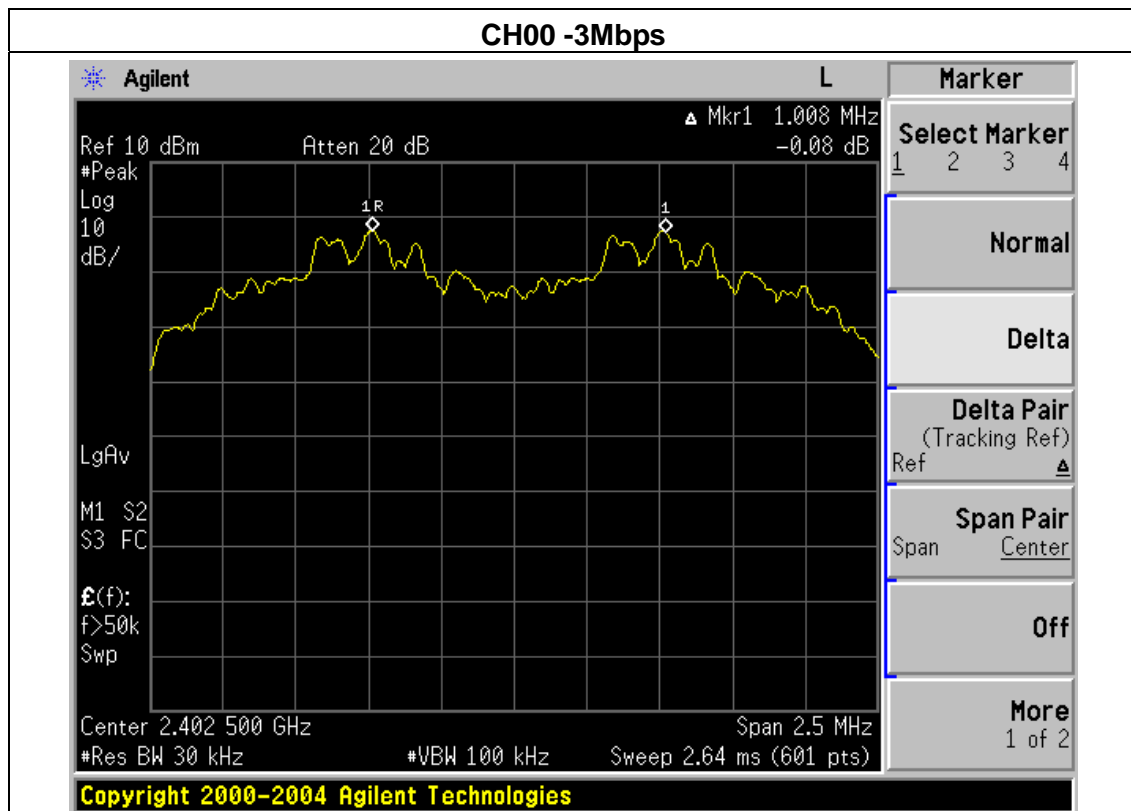 CH00 -3Mbps
Agilent L
Δ Mkr1 1.008 MHz
Ref 10 dBm Atten 20 dB -0.08 dB
#Peak
Log
10
dB/
1R
1
LgAv
M1 S2
S3 FC
£(f):
f>50k
Swp
Center 2.402 500 GHz Span 2.5 MHz
#Res BW 30 kHz #VBW 100 kHz Sweep 2.64 ms (601 pts)
Copyright 2000-2004 Agilent Technologies
Marker
Select Marker
1 2 3 4
Normal
Delta
Delta Pair
(Tracking Ref)
Ref Δ
Span Pair
Span Center
Off
More
1 of 2